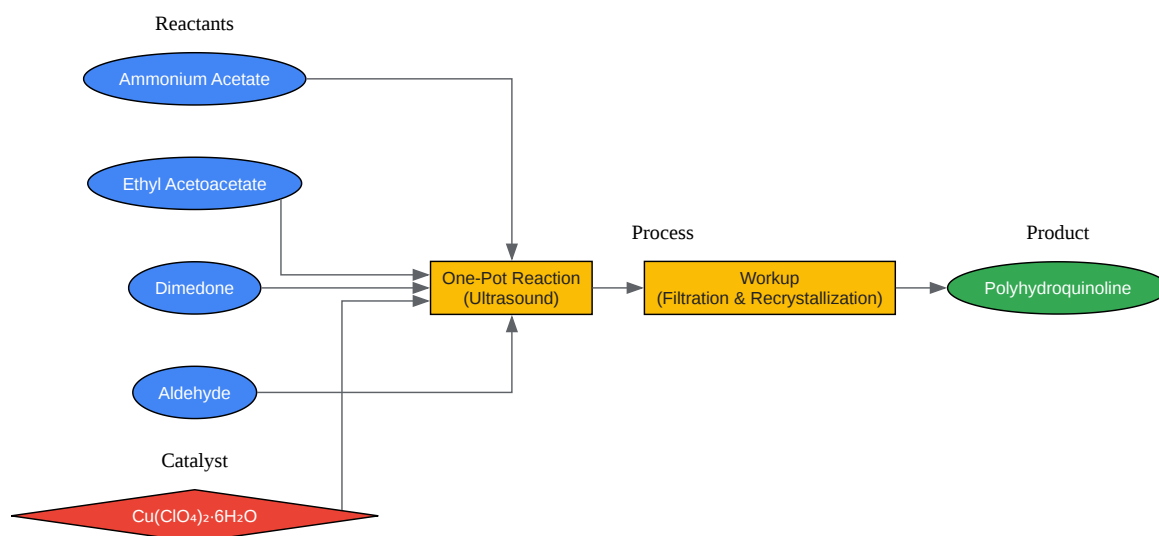 Reactants
Ammonium Acetate
Ethyl Acetoacetate
Dimedone
Aldehyde
Catalyst
Cu(ClO₄)₂·6H₂O
One-Pot Reaction
(Ultrasound)
Process
Workup
(Filtration & Recrystallization)
Product
Polyhydroquinoline